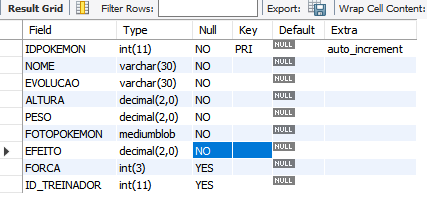 Result Grid Filter Rows: Export: Wrap Cell Content:
Field Type Null Key Default Extra
IDPOKEMON int(11) NO PRI NULL auto_increment
NOME varchar(30) NO NULL
EVOLUCAO varchar(30) NO NULL
ALTURA decimal(2,0) NO NULL
PESO decimal(2,0) NO NULL
FOTOPOKEMON mediumblob NO NULL
EFEITO decimal(2,0) NO NULL
FORCA int(3) YES NULL
ID_TREINADOR int(11) YES NULL